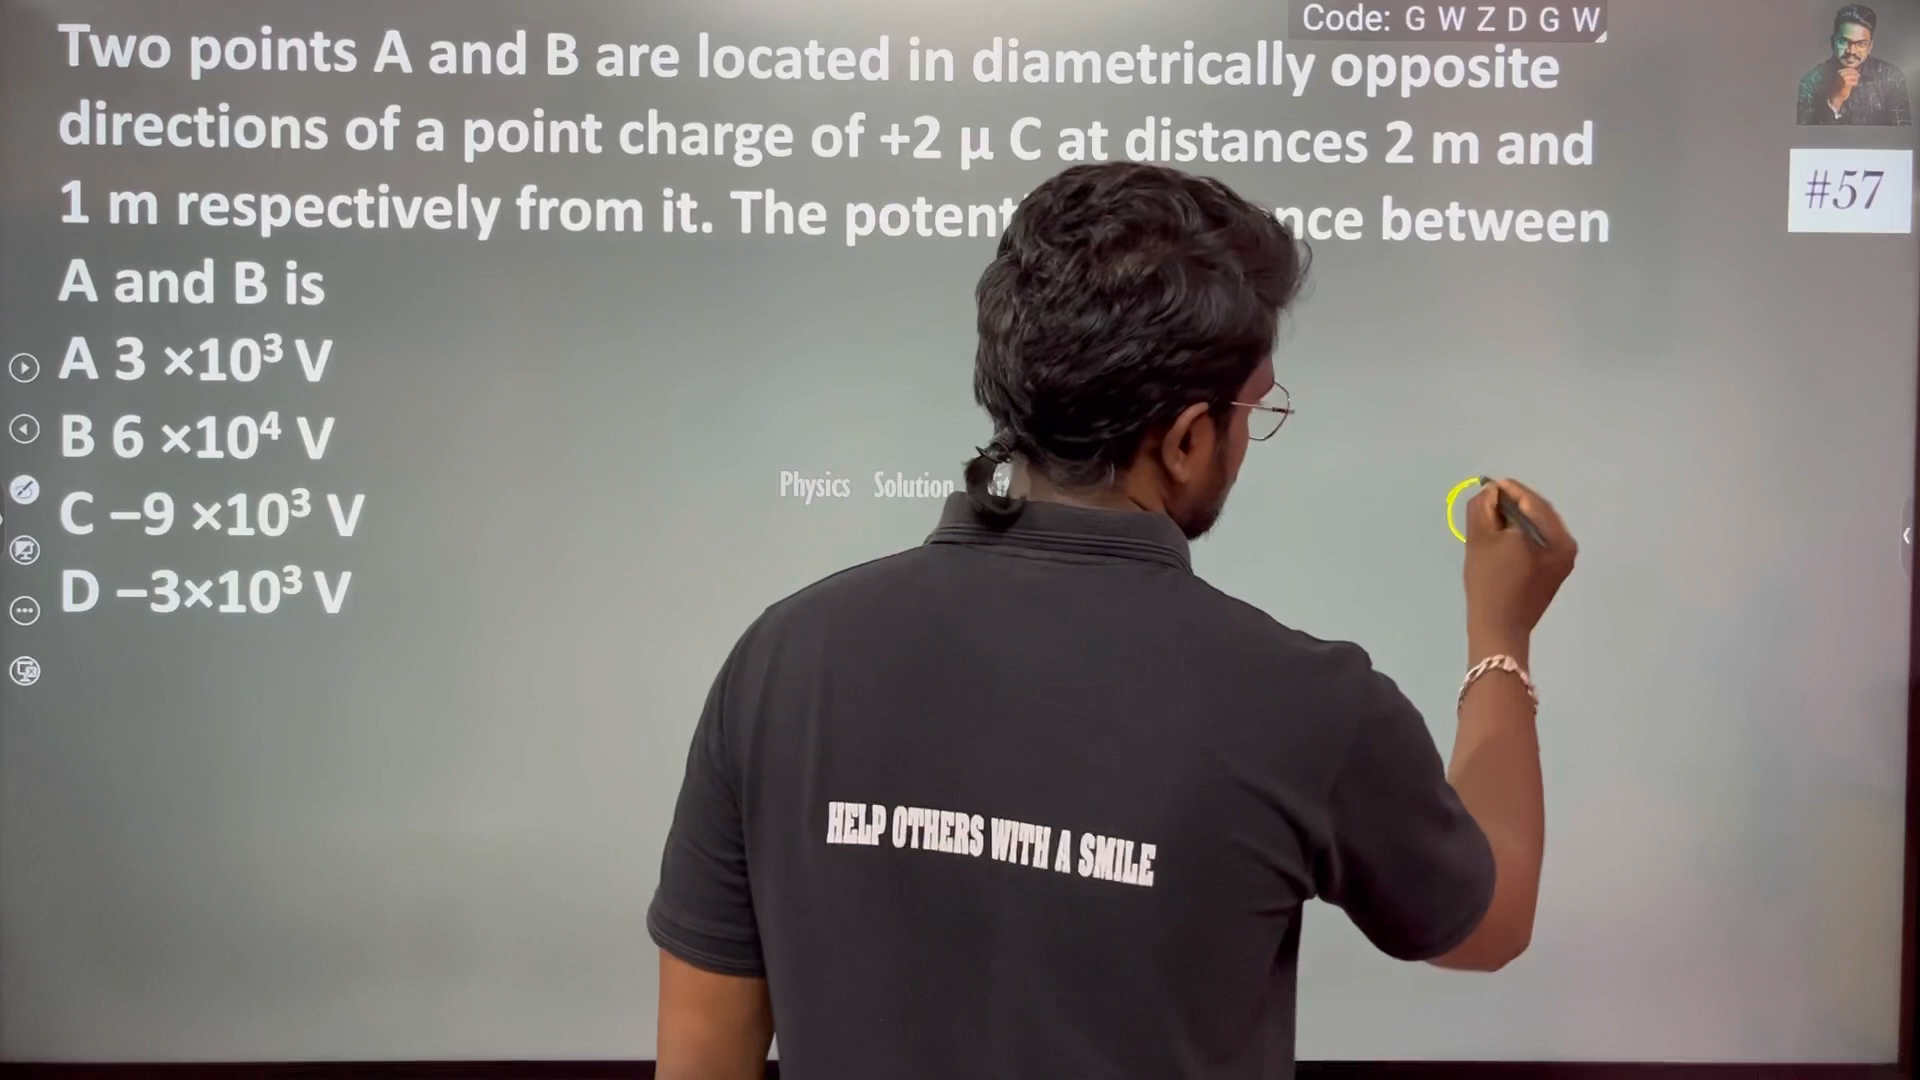 Code: G W Z D G W
Two points A and B are located in diametrically opposite
directions of a point charge of +2 μ C at distances 2 m and
1 m respectively from it. The between
A and B is
A 3 ×10³ V
B 6 ×10⁴ V
C –9 ×10³ V
D –3×10³ V
#57
Physics Solution
HELP OTHERS WITH A SMILE